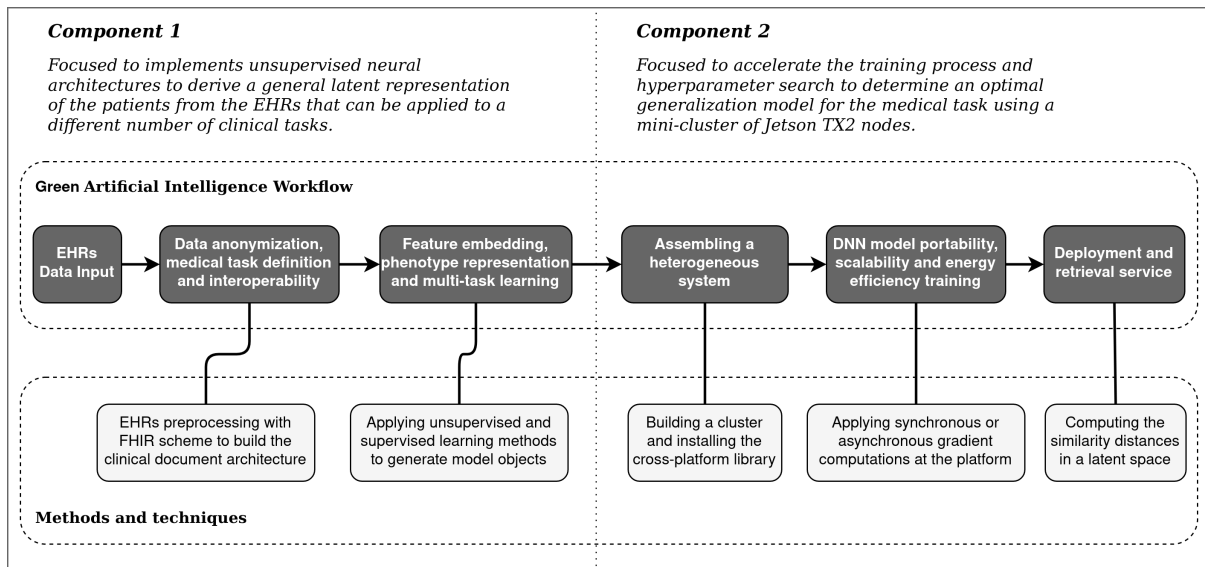 Component 1
Focused to implements unsupervised neural
architectures to derive a general latent representation
of the patients from the EHRs that can be applied to a
different number of clinical tasks.
Component 2
Focused to accelerate the training process and
hyperparameter search to determine an optimal
generalization model for the medical task using a
mini-cluster of Jetson TX2 nodes.
Green Artificial Intelligence Workflow
EHRs
Data Input
Data anonymization,
medical task definition
and interoperability
Feature embedding,
phenotype representation
and multi-task learning
Assembling a
heterogeneous
system
DNN model portability,
scalability and energy
efficiency training
Deployment and
retrieval service
EHRs preprocessing with
FHIR scheme to build the
clinical document architecture
Applying unsupervised and
supervised learning methods
to generate model objects
Building a cluster
and installing the
cross-platform library
Applying synchronous or
asynchronous gradient
computations at the platform
Computing the
similarity distances
in a latent space
Methods and techniques